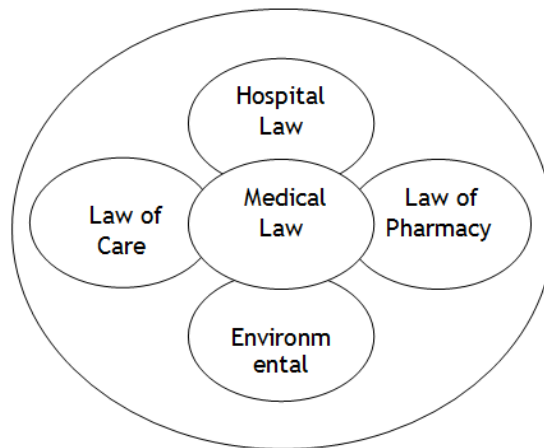 Hospital
Law
Law of
Care
Medical
Law
Law of
Pharmacy
Environm
ental